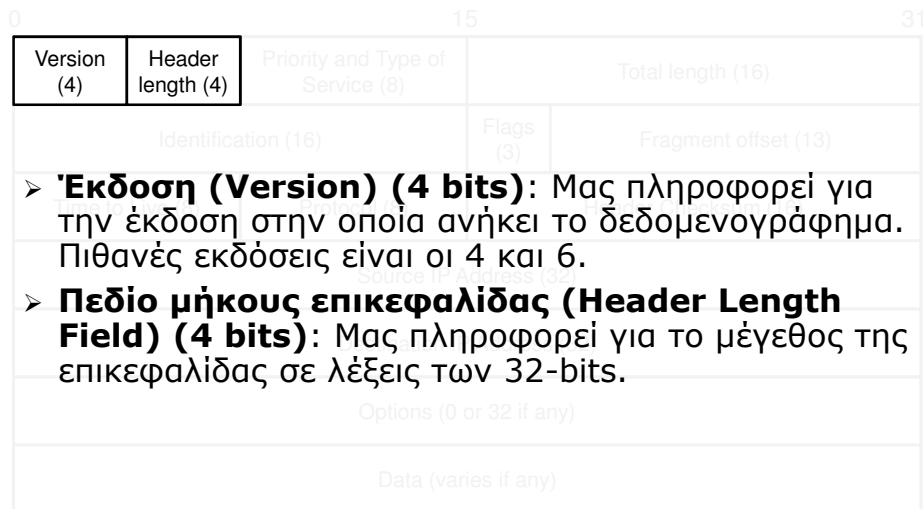 0 15 31
Version (4) Header length (4) Priority and Type of Service (8) Total length (16)
Identification (16) Flags (3) Fragment offset (13)
➢ Έκδοση (Version) (4 bits): Μας πληροφορεί για
την έκδοση στην οποία ανήκει το δεδομενογράφημα.
Πιθανές εκδόσεις είναι οι 4 και 6.
Source IP Address (32)
➢ Πεδίο μήκους επικεφαλίδας (Header Length
Field) (4 bits): Μας πληροφορεί για το μέγεθος της
επικεφαλίδας σε λέξεις των 32-bits.
Options (0 or 32 if any)
Data (varies if any)